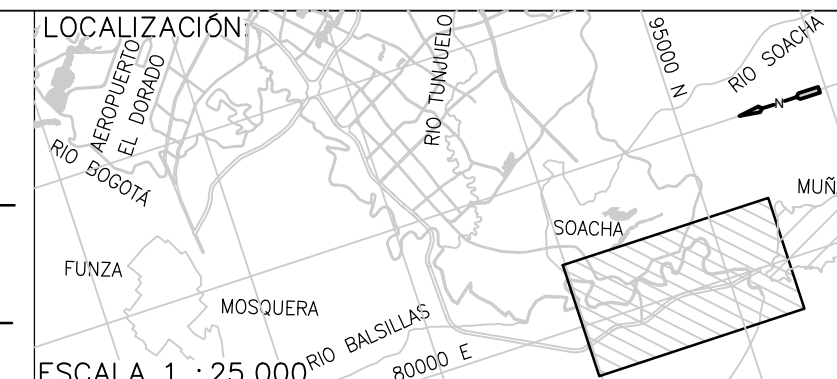 LOCALIZACIÓN:
AEROPUERTO
EL DORADO
RIO TUNJUELO
95000 N
RIO SOACHA
N
RIO BOGOTÁ
SOACHA
FUNZA
MOSQUERA
RIO BALSILLAS
80000 E
ESCALA 1 : 25.000